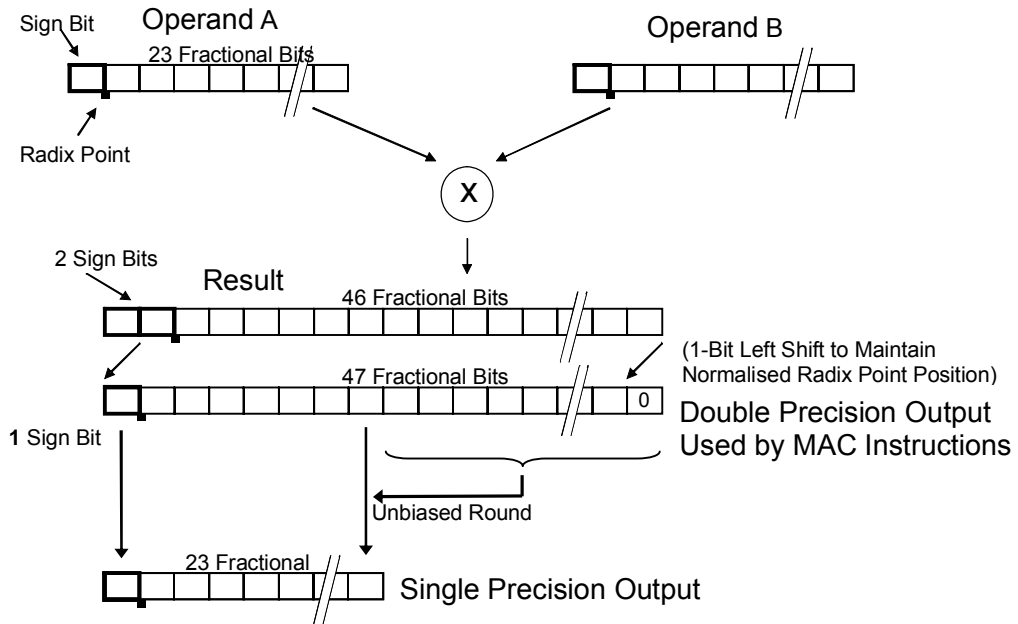 Sign Bit
Operand A
Operand B
23 Fractional Bits
Radix Point
X
2 Sign Bits
Result
46 Fractional Bits
(1-Bit Left Shift to Maintain
Normalised Radix Point Position)
47 Fractional Bits
0
Double Precision Output
Used by MAC Instructions
1 Sign Bit
Unbiased Round
23 Fractional
Single Precision Output